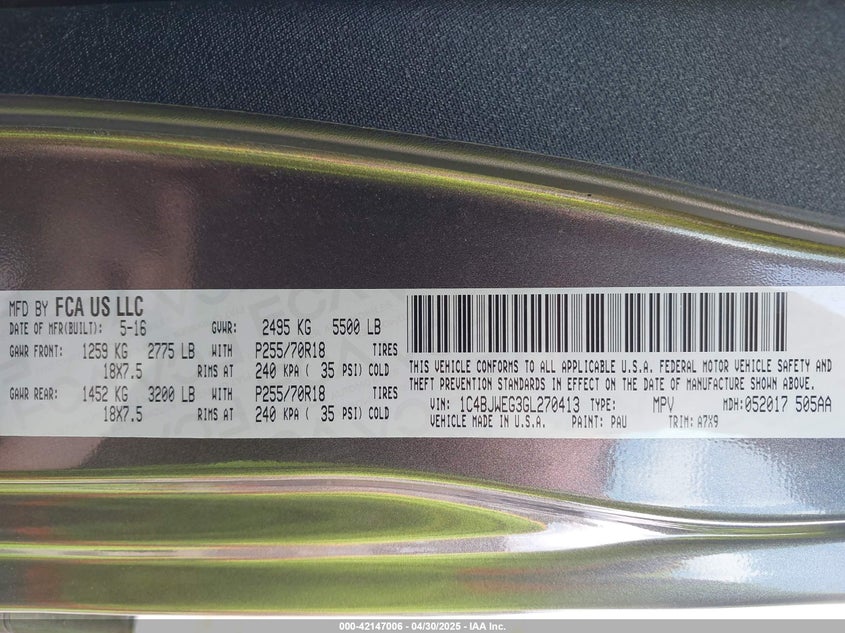 MFD BY FCA US LLC
DATE OF MFR(BUILT): 5-16 GVWR: 2495 KG 5500 LB
GAWR FRONT: 1259 KG 2775 LB WITH P255/70R18 TIRES
18X7.5 RIMS AT 240 KPA ( 35 PSI) COLD
GAWR REAR: 1452 KG 3200 LB WITH P255/70R18 TIRES
18X7.5 RIMS AT 240 KPA ( 35 PSI) COLD
THIS VEHICLE CONFORMS TO ALL APPLICABLE U.S.A. FEDERAL MOTOR VEHICLE SAFETY AND
THEFT PREVENTION STANDARDS IN EFFECT ON THE DATE OF MANUFACTURE SHOWN ABOVE.
VIN: 1C4BJWEG3GL270413 TYPE: MPV MDH: 052017 505AA
VEHICLE MADE IN U.S.A. PAINT: PAU TRIM: A7X9
000-42147006 - 04/30/2025 - IAA Inc.